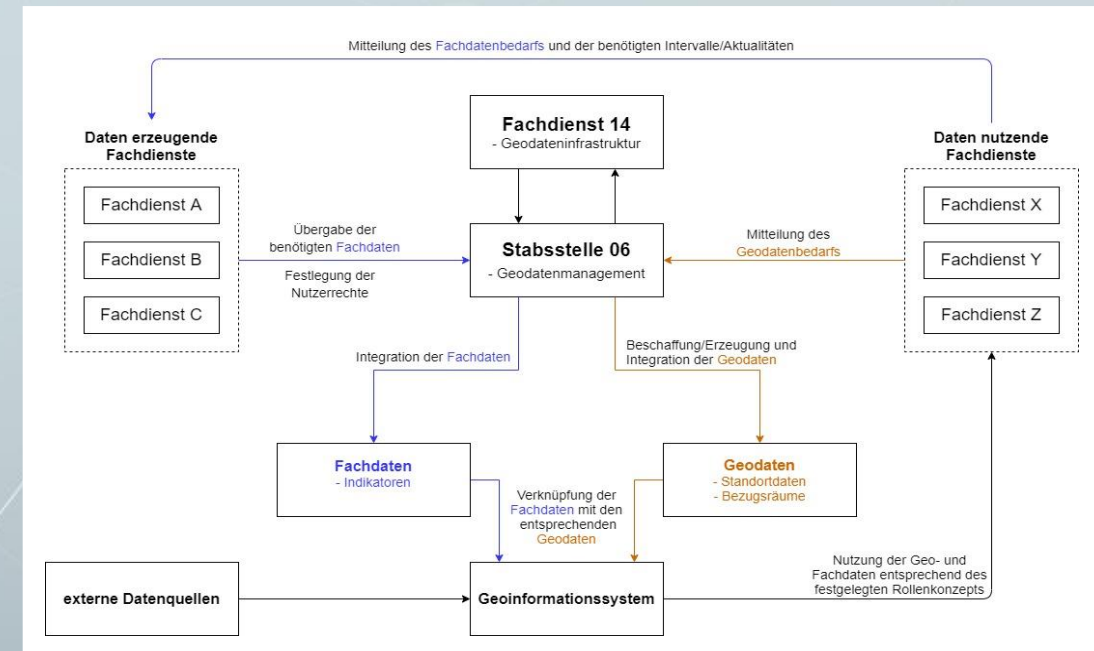 Mitteilung des Fachdatenbedarfs und der benötigten Intervalle/Aktualitäten
Daten erzeugende
Fachdienste
Fachdienst A
Fachdienst B
Fachdienst C
Fachdienst 14
- Geodateninfrastruktur
Daten nutzende
Fachdienste
Fachdienst X
Fachdienst Y
Fachdienst Z
Übergabe der
benötigten Fachdaten
Festlegung der
Nutzerrechte
Stabsstelle 06
- Geodatenmanagement
Mitteilung des
Geodatenbedarfs
Integration der Fachdaten
Beschaffung/Erzeugung und
Integration der Geodaten
Fachdaten
- Indikatoren
Geodaten
- Standortdaten
- Bezugsräume
Verknüpfung der
Fachdaten mit den
entsprechenden
Geodaten
externe Datenquellen
Geoinformationssystem
Nutzung der Geo- und
Fachdaten entsprechend des
festgelegten Rollenkonzepts